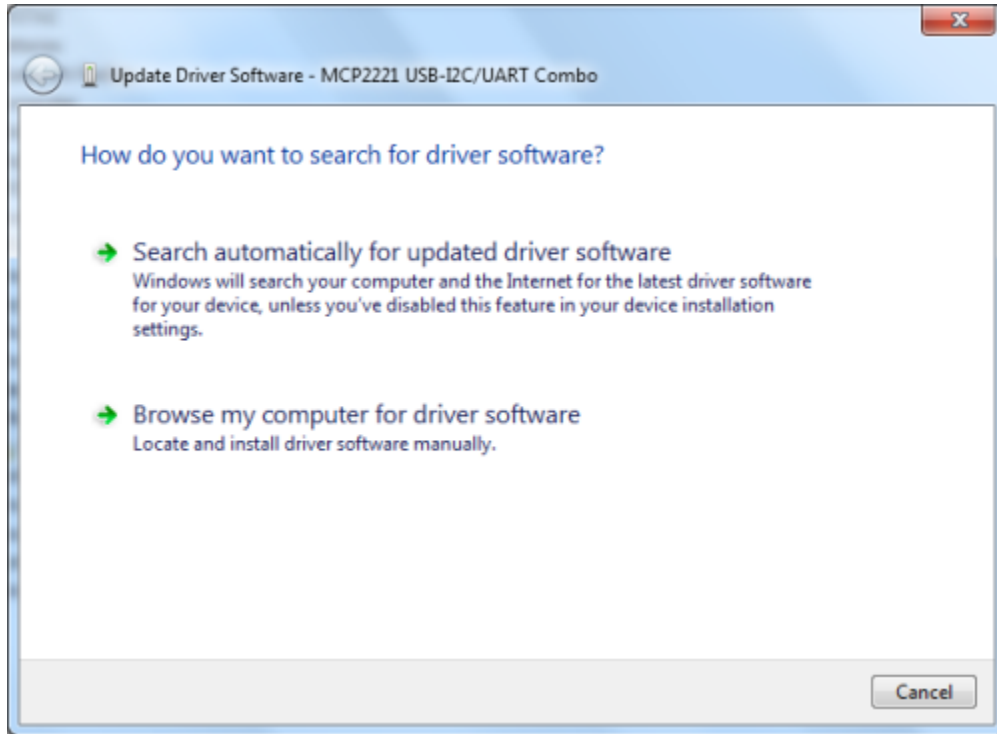 Update Driver Software - MCP2221 USB-I2C/UART Combo
How do you want to search for driver software?
Search automatically for updated driver software
Windows will search your computer and the Internet for the latest driver software
for your device, unless you've disabled this feature in your device installation
settings.
Browse my computer for driver software
Locate and install driver software manually.
Cancel